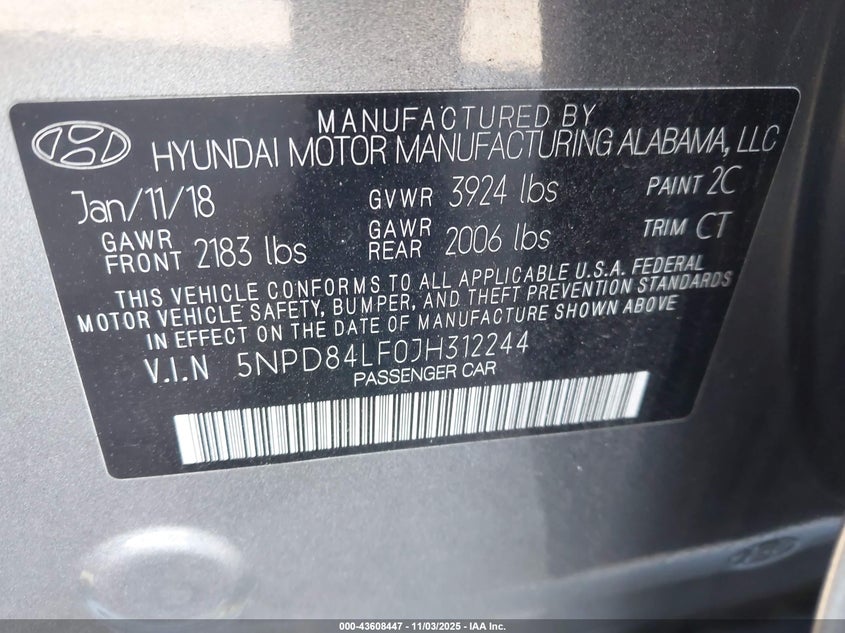 MANUFACTURED BY
HYUNDAI MOTOR MANUFACTURING ALABAMA, LLC
Jan/11/18 GVWR 3924 lbs PAINT 2C
GAWR FRONT 2183 lbs GAWR REAR 2006 lbs TRIM CT
THIS VEHICLE CONFORMS TO ALL APPLICABLE U.S.A. FEDERAL
MOTOR VEHICLE SAFETY, BUMPER, AND THEFT PREVENTION STANDARDS
IN EFFECT ON THE DATE OF MANUFACTURE SHOWN ABOVE
V.I.N 5NPD84LF0JH312244
PASSENGER CAR
000-43608447 - 11/03/2025 - IAA Inc.